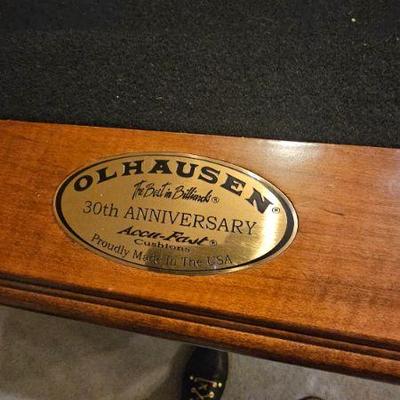 OLHAUSEN®
The Best in Billiards®
30th ANNIVERSARY
Accu-Fast®
Cushions
Proudly Made In The USA